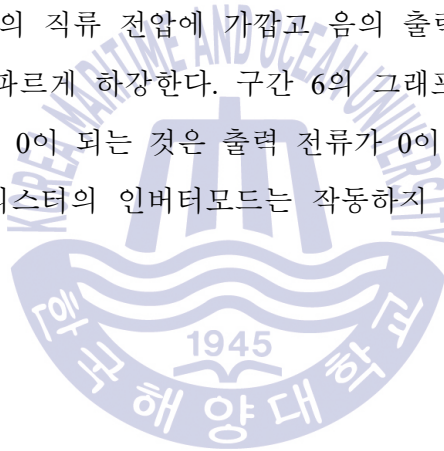 의 직류 전압에 가깝고 음의 출력
파르게 하강한다. 구간 6의 그래프
0이 되는 것은 출력 전류가 0이
리스터의 인버터모드는 작동하지
KOREA MARITIME AND OCEAN UNIVERSITY
1945
한국해양대학교